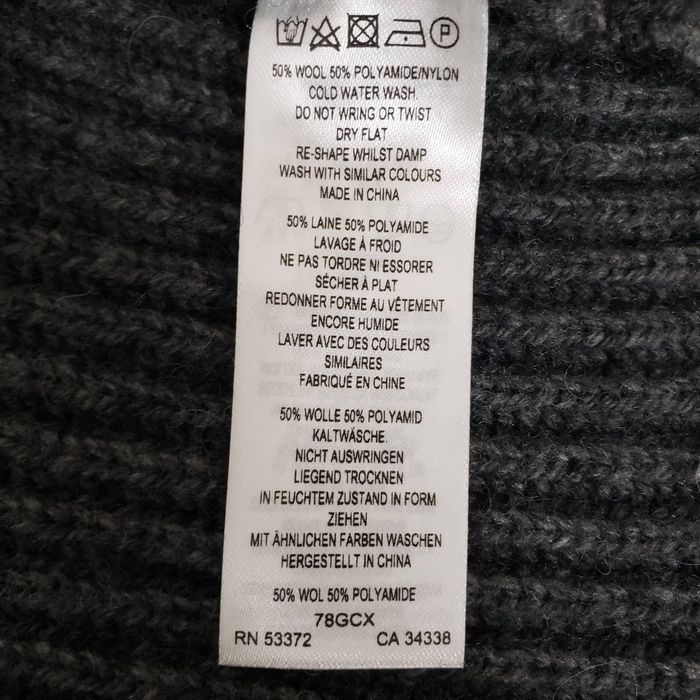 P
50% WOOL 50% POLYAMIDE/NYLON
COLD WATER WASH.
DO NOT WRING OR TWIST
DRY FLAT
RE-SHAPE WHILST DAMP
WASH WITH SIMILAR COLOURS
MADE IN CHINA
50% LAINE 50% POLYAMIDE
LAVAGE À FROID
NE PAS TORDRE NI ESSORER
SÉCHER À PLAT
REDONNER FORME AU VÊTEMENT
ENCORE HUMIDE
LAVER AVEC DES COULEURS
SIMILAIRES
FABRIQUÉ EN CHINE
50% WOLLE 50% POLYAMID
KALTWÄSCHE.
NICHT AUSWRINGEN
LIEGEND TROCKNEN
IN FEUCHTEM ZUSTAND IN FORM
ZIEHEN
MIT ÄHNLICHEN FARBEN WASCHEN
HERGESTELLT IN CHINA
50% WOL 50% POLYAMIDE
78GCX
RN 53372 CA 34338